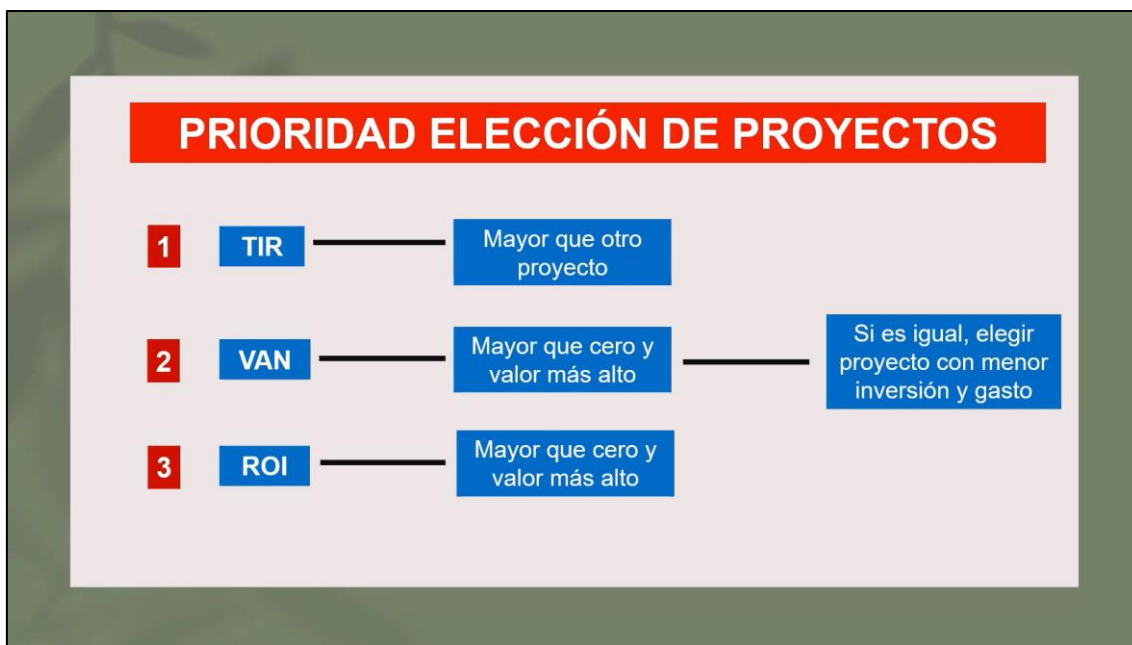 PRIORIDAD ELECCIÓN DE PROYECTOS
1
TIR
Mayor que otro
proyecto
2
VAN
Mayor que cero y
valor más alto
Si es igual, elegir
proyecto con menor
inversión y gasto
3
ROI
Mayor que cero y
valor más alto